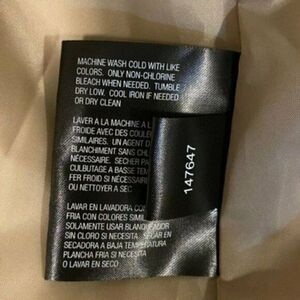 MACHINE WASH COLD WITH LIKE
COLORS. ONLY NON-CHLORINE
BLEACH WHEN NEEDED. TUMBLE
DRY LOW. COOL IRON IF NEEDED
OR DRY CLEAN
LAVER A LA MACHINE A L
FROIDE AVEC DES COULEU
SIMILAIRES. UN AGENT D
BLANCHIMENT SANS CHL
NÉCESSAIRE. SECHER PA
CULBUTAGE A BASSE TEM
FER FROID SI NÉCESSAIRE
OU NETTOYER A SEC
LAVAR EN LAVADORA CO
FRIA CON COLORES SIMIL
SOLAMENTE USAR BLANQUEADOR
SIN CLORO SI NECESITA. SECAR EN
SECADORA A BAJA TEMPERATURA
PLANCHA FRIA SI NECESITA
O LAVAR EN SECO
147647